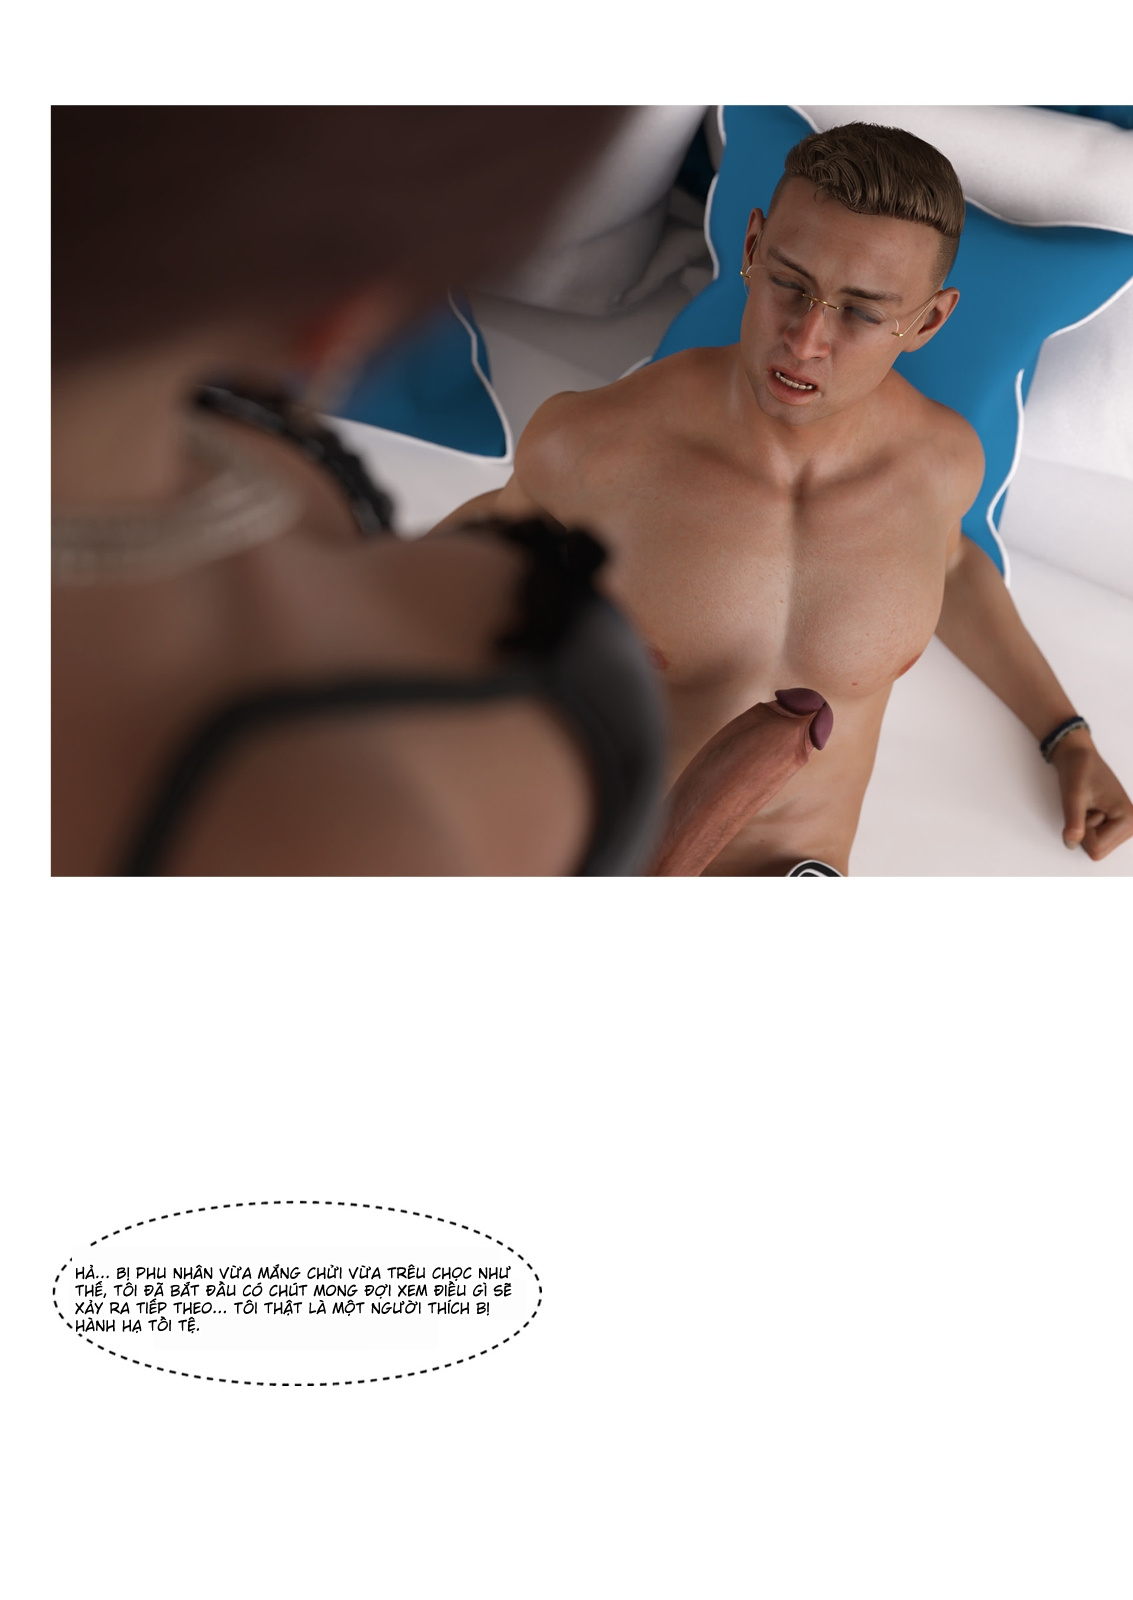 HẢ... BỊ PHU NHÂN VỪA MẮNG CHỬI VỪA TRÊU CHỌC NHƯ
THẾ, TÔI ĐÃ BẮT ĐẦU CÓ CHÚT MONG ĐỢI XEM ĐIỀU GÌ SẼ
XẢY RA TIẾP THEO... TÔI THẬT LÀ MỘT NGƯỜI THÍCH BỊ
HÀNH HẠ TỒI TỆ.